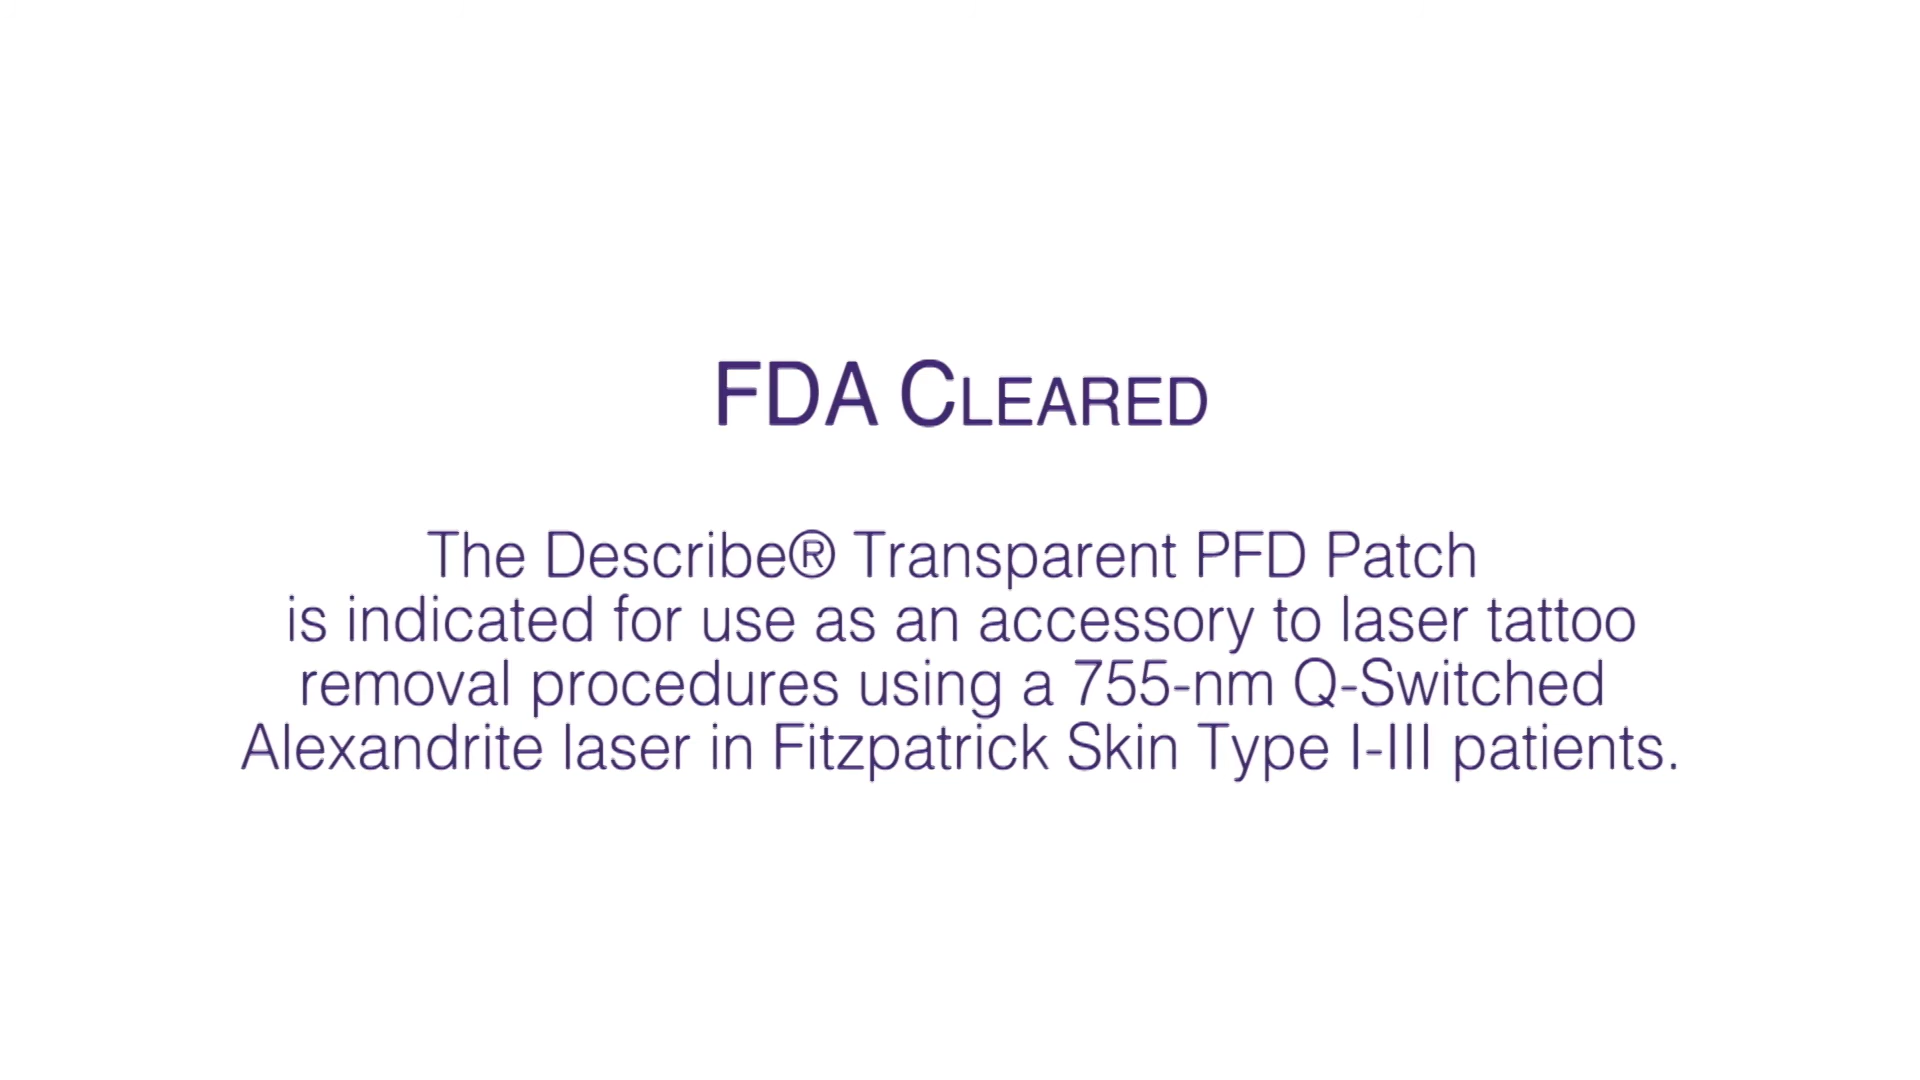 FDA CLEARED
The Describe® Transparent PFD Patch
is indicated for use as an accessory to laser tattoo
removal procedures using a 755-nm Q-Switched
Alexandrite laser in Fitzpatrick Skin Type I-III patients.